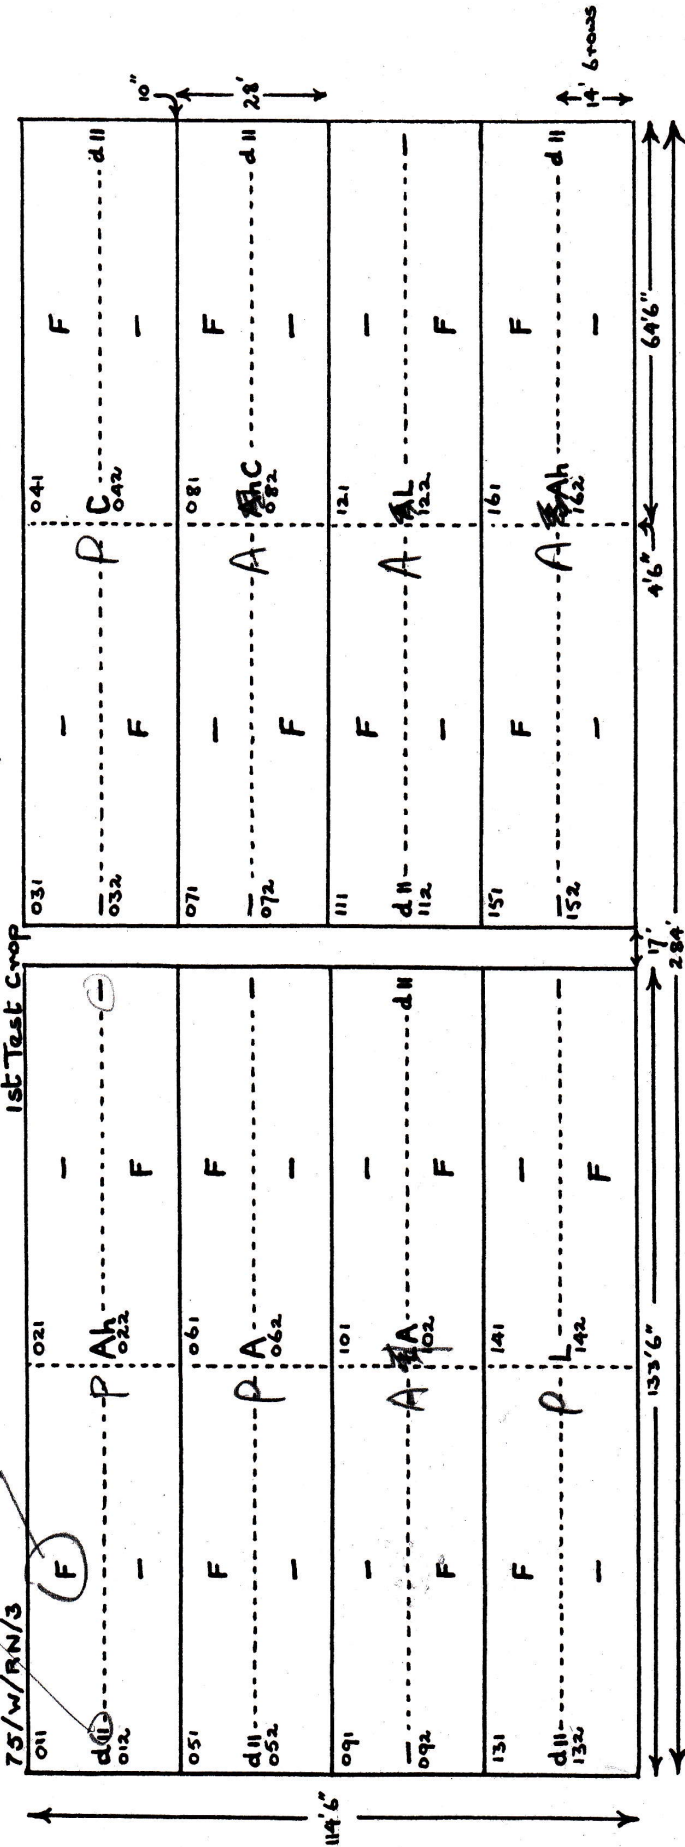 75/W/RN/3
1st Test Crop
011 F 021 — 031 — 041 F
d11 P Ah — — P C d11
012 — 022 F 032 F 042 —
10"
051 F 061 F 071 — 081 F
d11 P A — — A C d11
052 — 062 — 072 F 082 —
28'
091 — 101 — 111 F 121 —
— A A d11 d11 A L —
092 F 102 F 112 — 122 F
131 F 141 — 151 F 161 F
d11 P L — A Ah d11
132 — 142 F 152 — 162 —
14' 6 rows
114'6"
133'6" 17' 4'6" 64'6"
284'